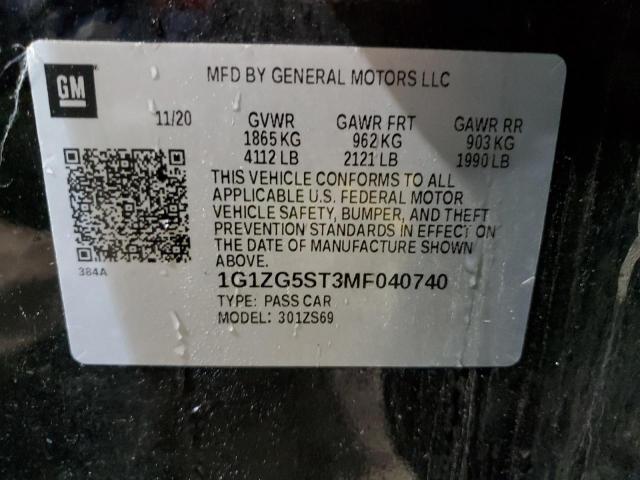 GM
MFD BY GENERAL MOTORS LLC
11/20 GVWR GAWR FRT GAWR RR
1865 KG 962 KG 903 KG
4112 LB 2121 LB 1990 LB
THIS VEHICLE CONFORMS TO ALL
APPLICABLE U.S. FEDERAL MOTOR
VEHICLE SAFETY, BUMPER, AND THEFT
PREVENTION STANDARDS IN EFFECT ON
THE DATE OF MANUFACTURE SHOWN
ABOVE.
384A
1G1ZG5ST3MF040740
TYPE: PASS CAR
MODEL: 301ZS69